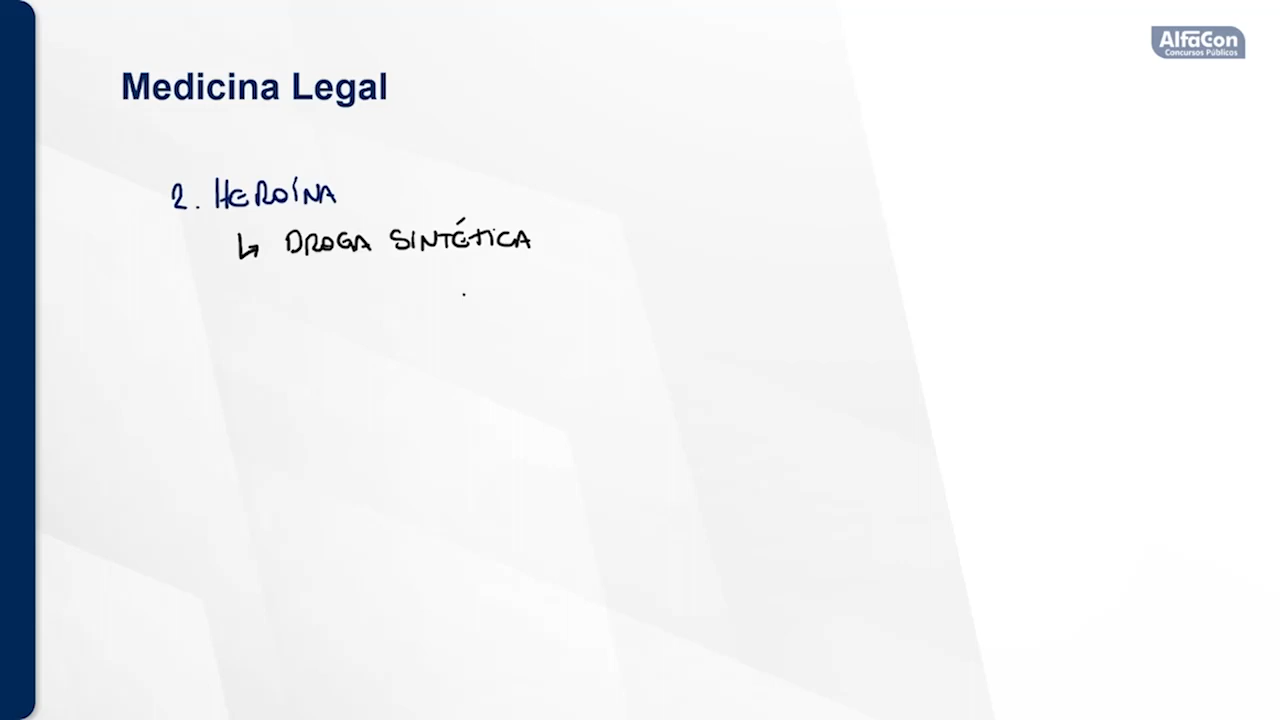 AlfaCon
Concursos Públicos
Medicina Legal
2. HEROÍNA
↳ DROGA SINTÉTICA